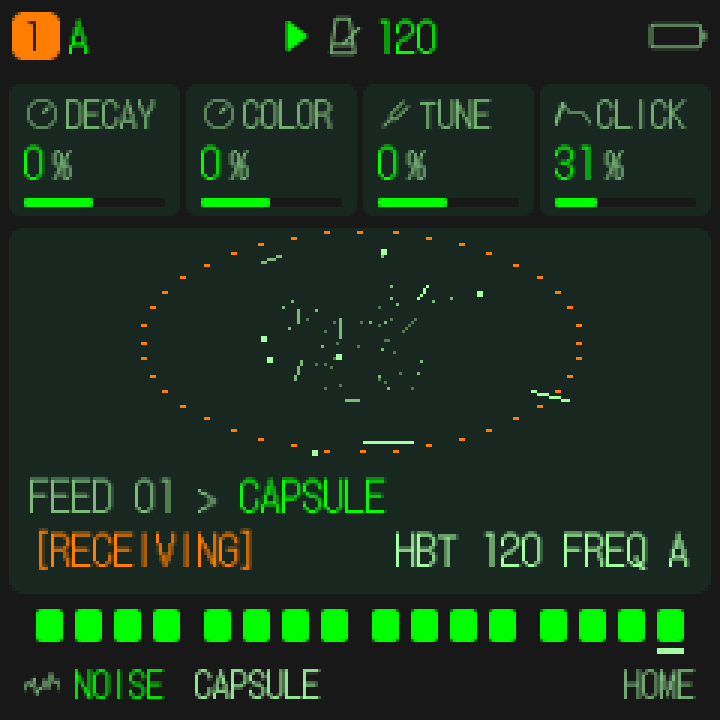 1 A 120
DECAY COLOR TUNE CLICK
0% 0% 0% 31%
FEED 01 > CAPSULE
[RECEIVING] HBT 120 FREQ A
NOISE CAPSULE HOME